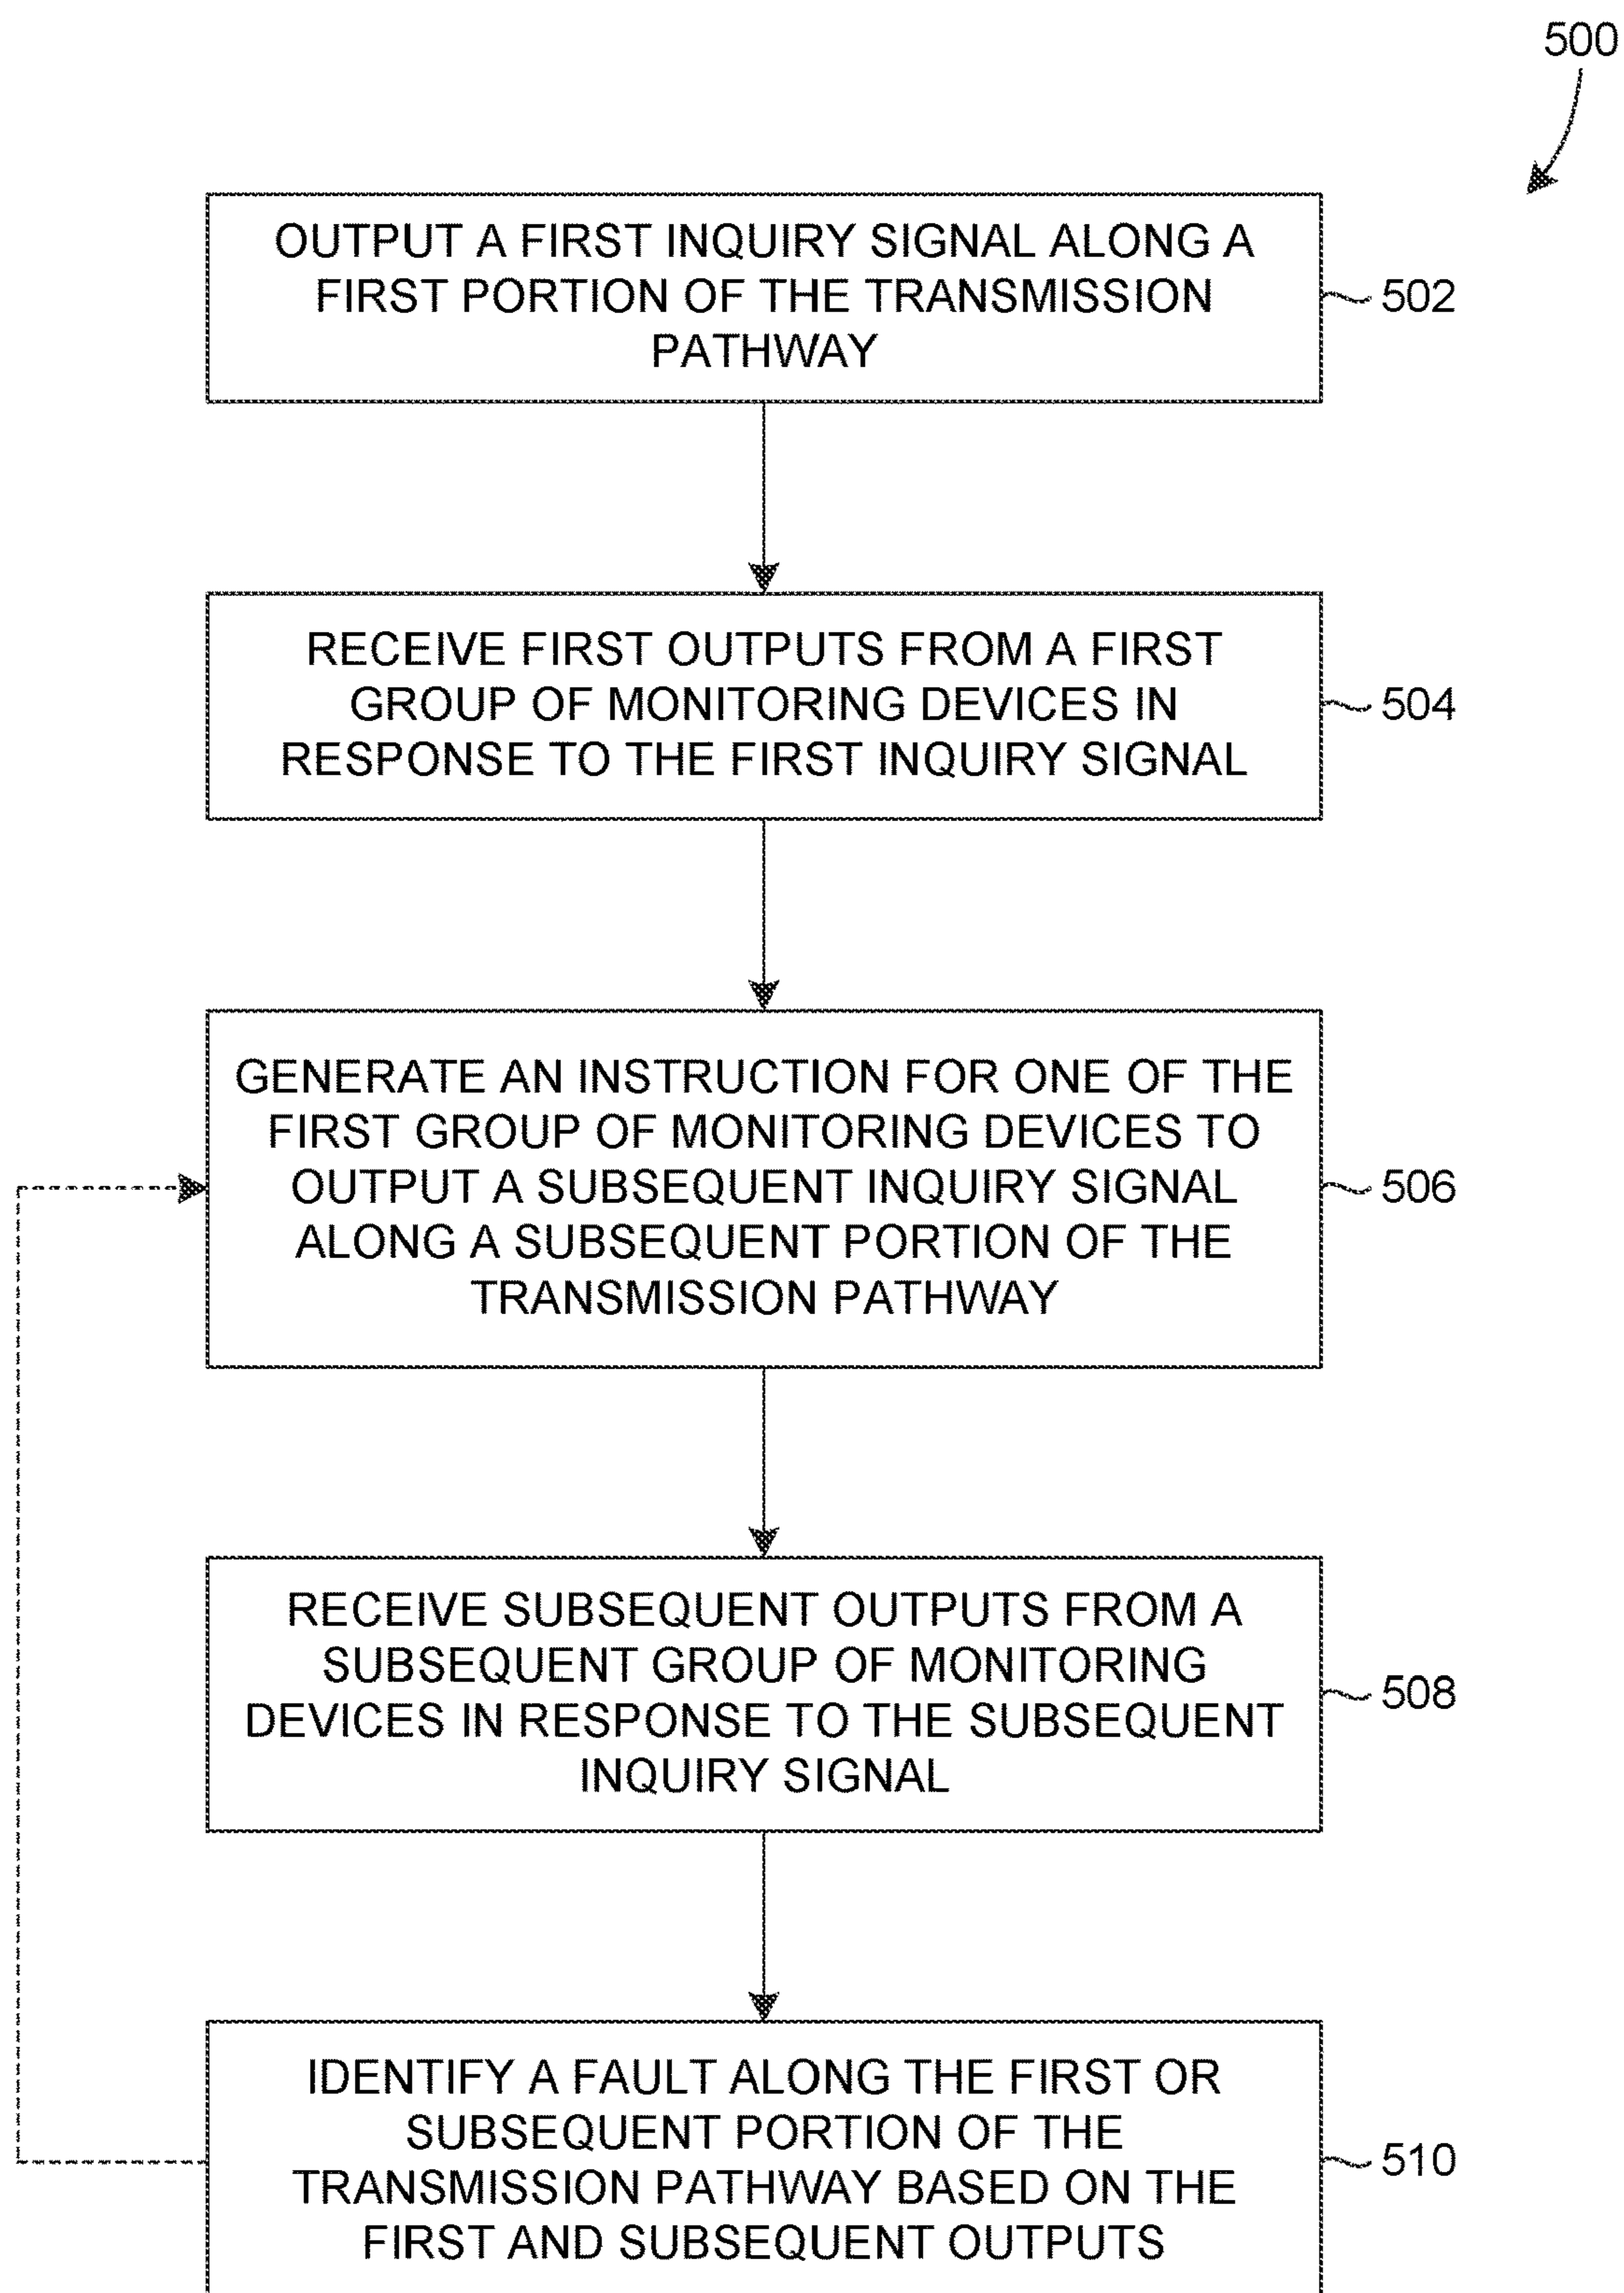 500
OUTPUT A FIRST INQUIRY SIGNAL ALONG A
FIRST PORTION OF THE TRANSMISSION
PATHWAY
502
RECEIVE FIRST OUTPUTS FROM A FIRST
GROUP OF MONITORING DEVICES IN
RESPONSE TO THE FIRST INQUIRY SIGNAL
504
GENERATE AN INSTRUCTION FOR ONE OF THE
FIRST GROUP OF MONITORING DEVICES TO
OUTPUT A SUBSEQUENT INQUIRY SIGNAL
ALONG A SUBSEQUENT PORTION OF THE
TRANSMISSION PATHWAY
506
RECEIVE SUBSEQUENT OUTPUTS FROM A
SUBSEQUENT GROUP OF MONITORING
DEVICES IN RESPONSE TO THE SUBSEQUENT
INQUIRY SIGNAL
508
IDENTIFY A FAULT ALONG THE FIRST OR
SUBSEQUENT PORTION OF THE
TRANSMISSION PATHWAY BASED ON THE
FIRST AND SUBSEQUENT OUTPUTS
510